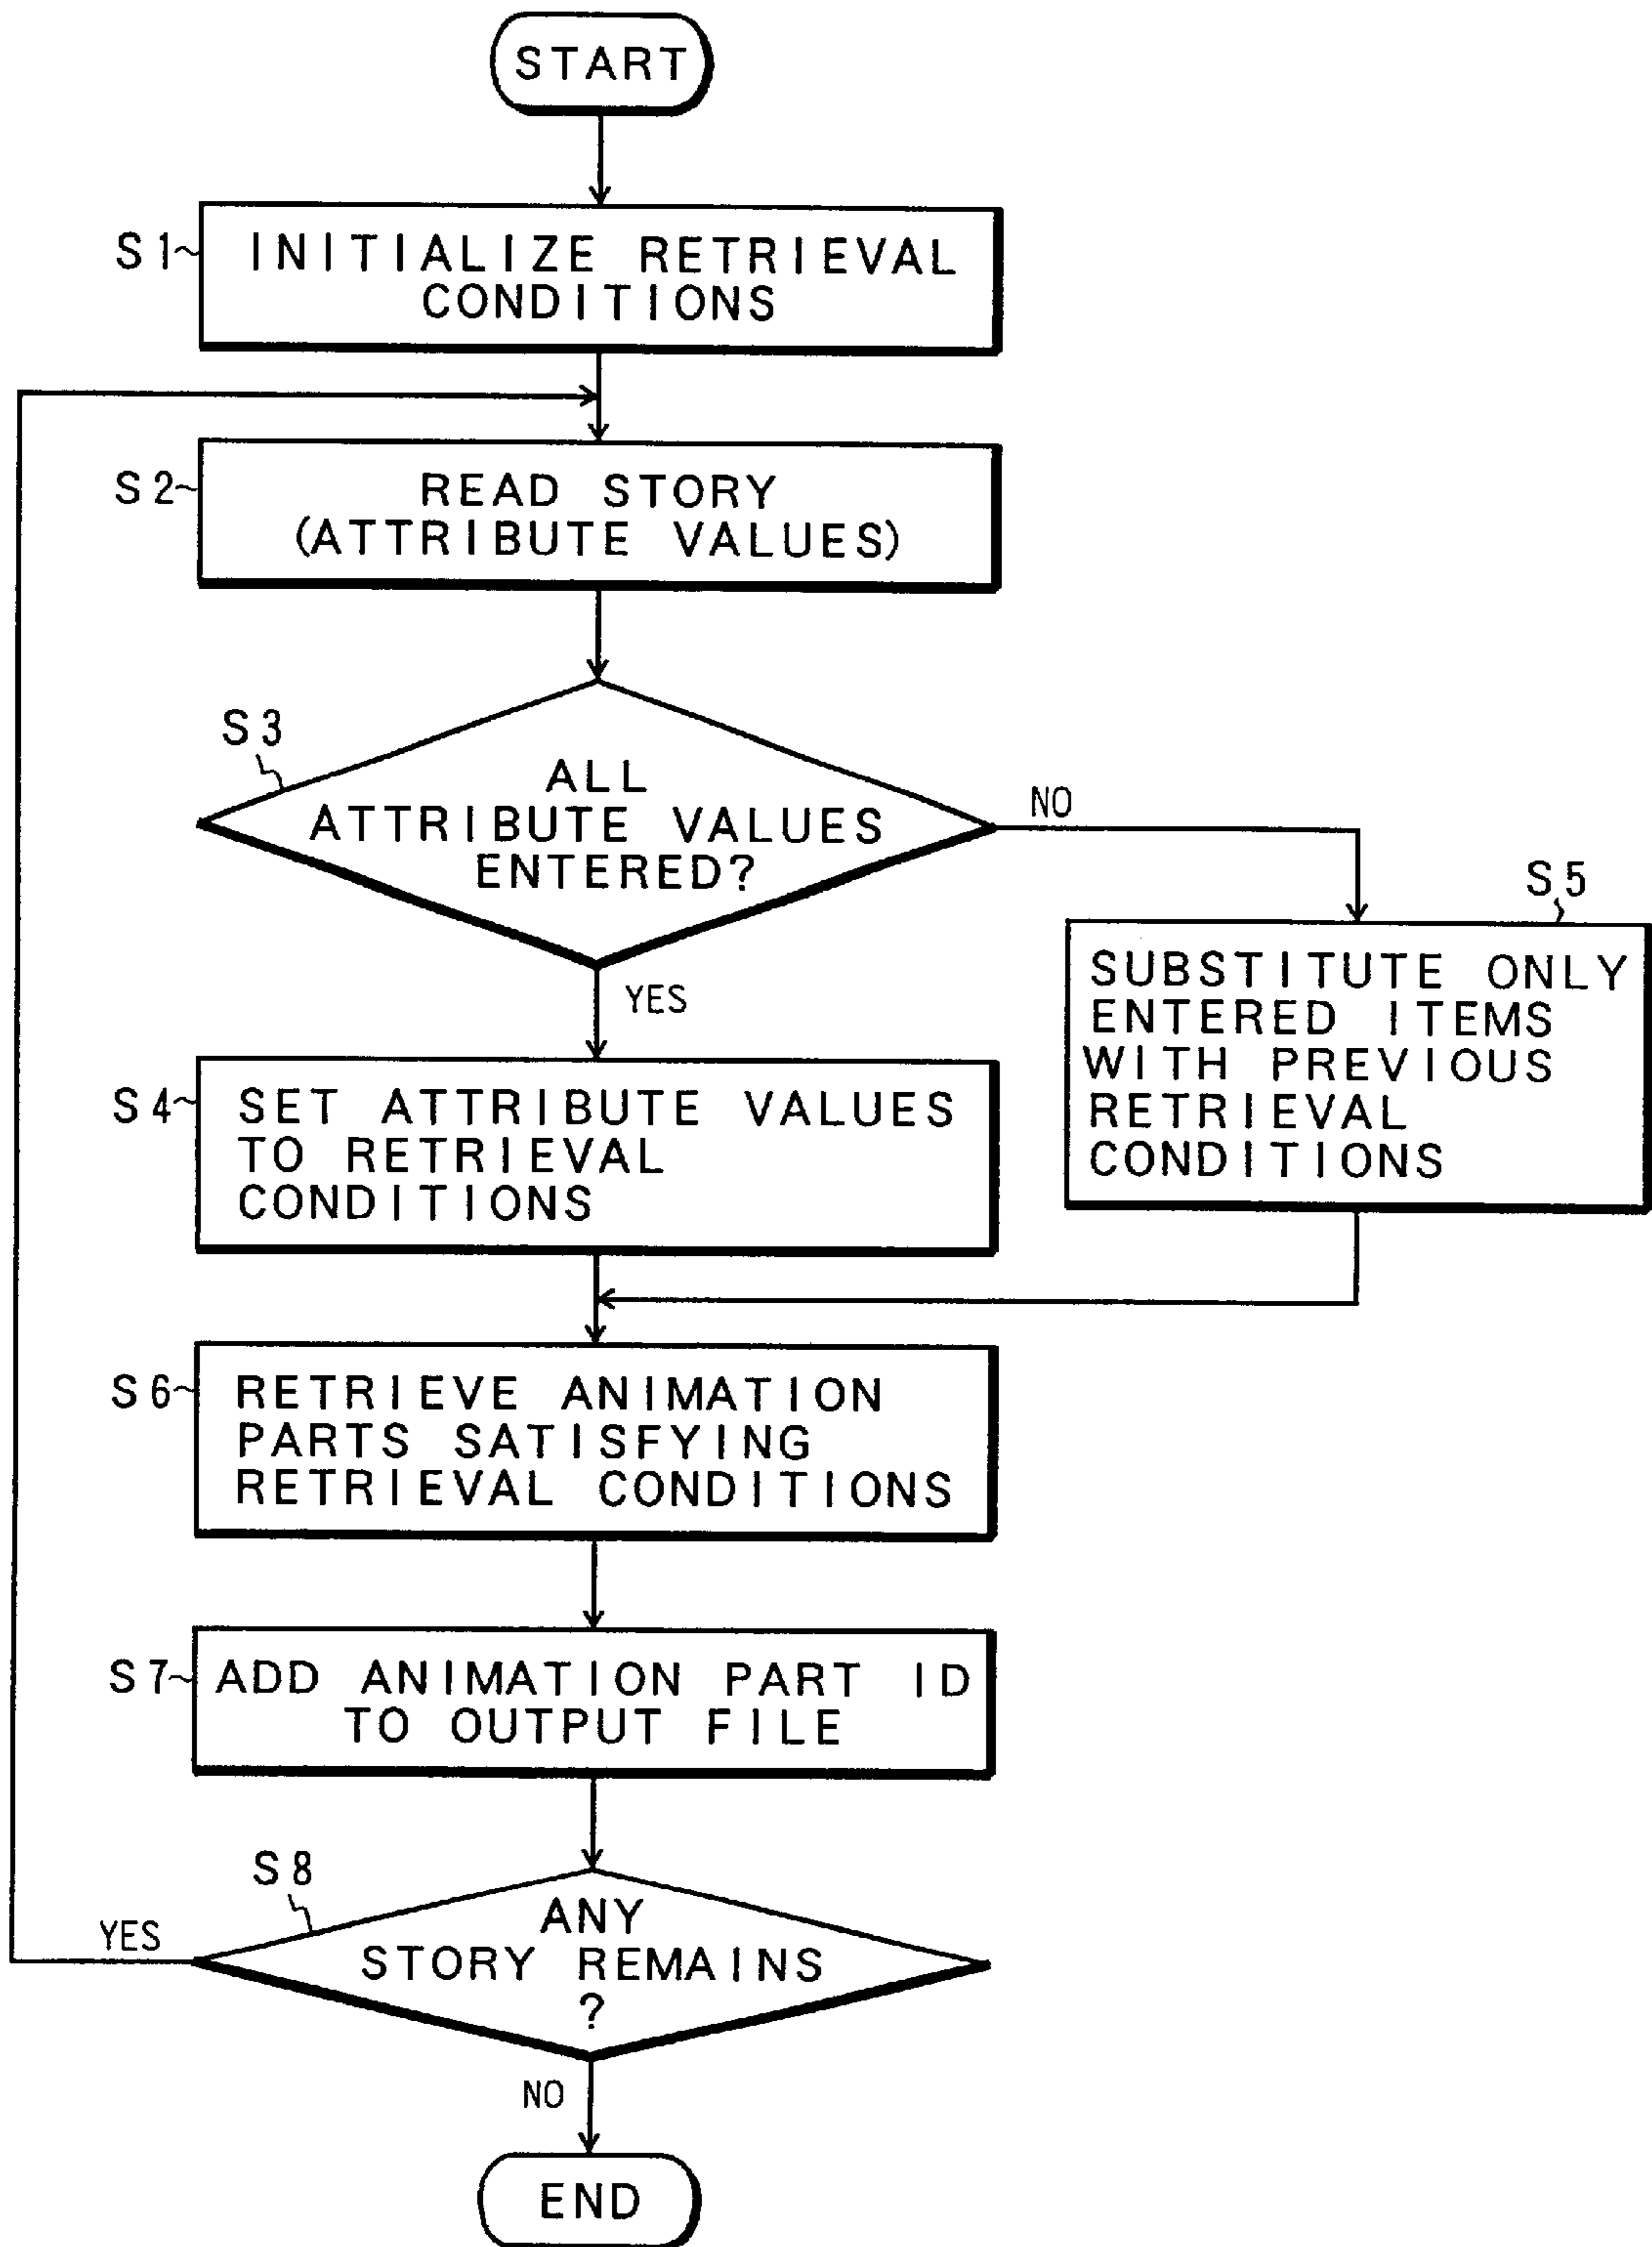 START
S1
INITIALIZE RETRIEVAL
CONDITIONS
S2
READ STORY
(ATTRIBUTE VALUES)
S3
ALL
ATTRIBUTE VALUES
ENTERED?
NO
YES
S5
SUBSTITUTE ONLY
ENTERED ITEMS
WITH PREVIOUS
RETRIEVAL
CONDITIONS
S4
SET ATTRIBUTE VALUES
TO RETRIEVAL
CONDITIONS
S6
RETRIEVE ANIMATION
PARTS SATISFYING
RETRIEVAL CONDITIONS
S7
ADD ANIMATION PART ID
TO OUTPUT FILE
S8
ANY
STORY REMAINS
?
YES
NO
END